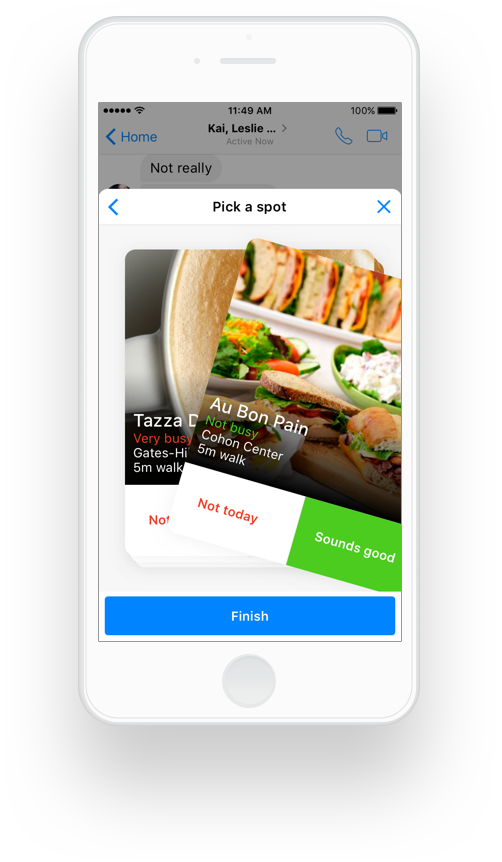 11:49 AM
100%
Home
Kai, Leslie ...
Active Now
Not really
Pick a spot
Tazza D
Very busy
Gates-Hi
5m walk
Not
Au Bon Pain
Not busy
Cohon Center
5m walk
Not today
Sounds good
Finish